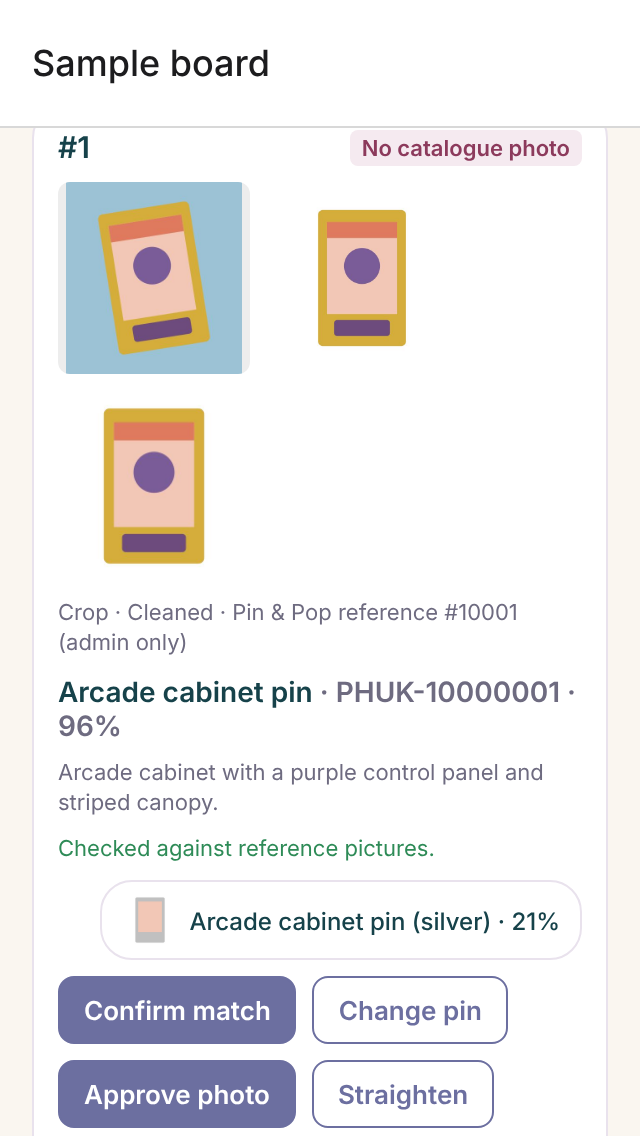 Sample board
#1
No catalogue photo
Crop · Cleaned · Pin & Pop reference #10001
(admin only)
Arcade cabinet pin · PHUK-10000001 ·
96%
Arcade cabinet with a purple control panel and
striped canopy.
Checked against reference pictures.
Arcade cabinet pin (silver) · 21%
Confirm match
Change pin
Approve photo
Straighten